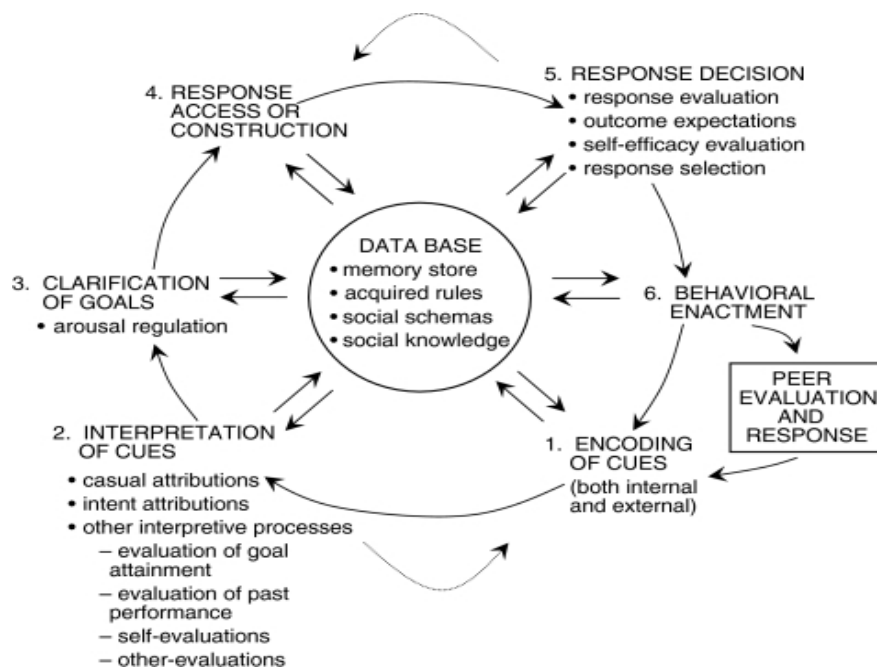 5. RESPONSE DECISION
• response evaluation
• outcome expectations
• self-efficacy evaluation
• response selection
4. RESPONSE
ACCESS OR
CONSTRUCTION
DATA BASE
• memory store
• acquired rules
• social schemas
• social knowledge
3. CLARIFICATION
OF GOALS
• arousal regulation
6. BEHAVIORAL
ENACTMENT
PEER
EVALUATION
AND
RESPONSE
2. INTERPRETATION
OF CUES
• casual attributions
• intent attributions
• other interpretive processes
– evaluation of goal
attainment
– evaluation of past
performance
– self-evaluations
– other-evaluations
1. ENCODING
OF CUES
(both internal
and external)